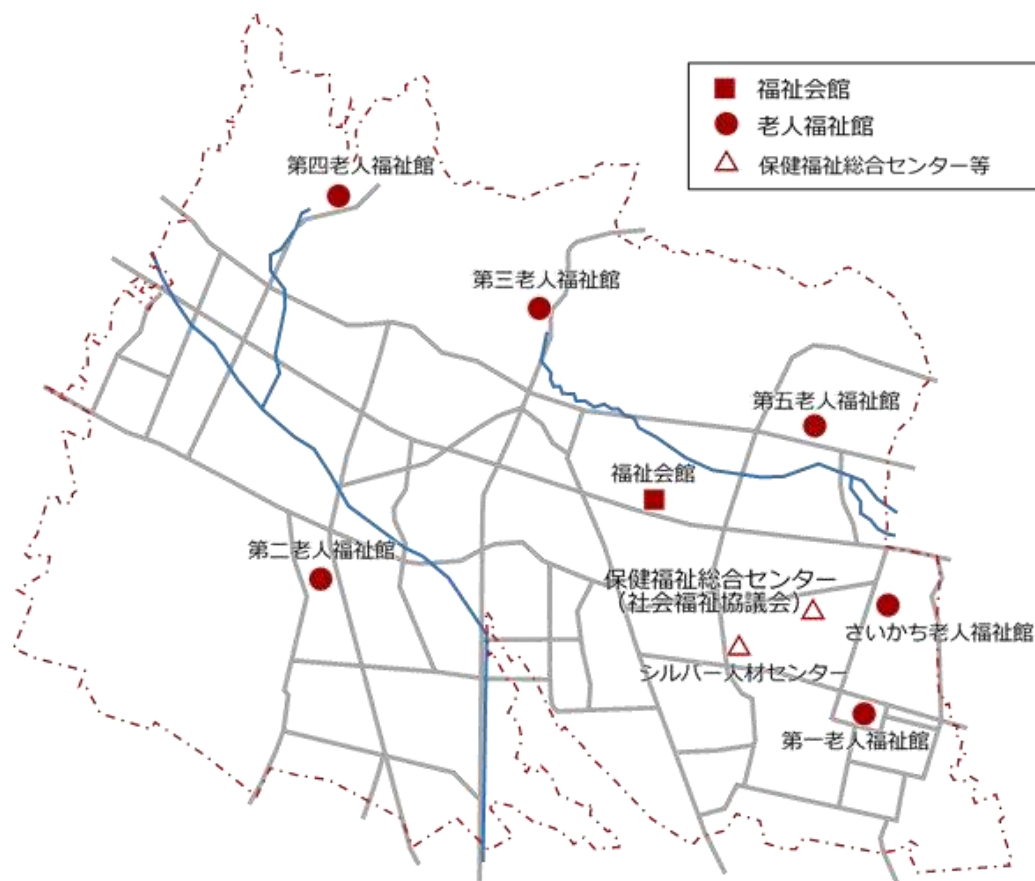 福祉会館
老人福祉館
保健福祉総合センター等
第四老人福祉館
第三老人福祉館
第五老人福祉館
福祉会館
第二老人福祉館
保健福祉総合センター
（社会福祉協議会）
さいかち老人福祉館
シルバー人材センター
第一老人福祉館